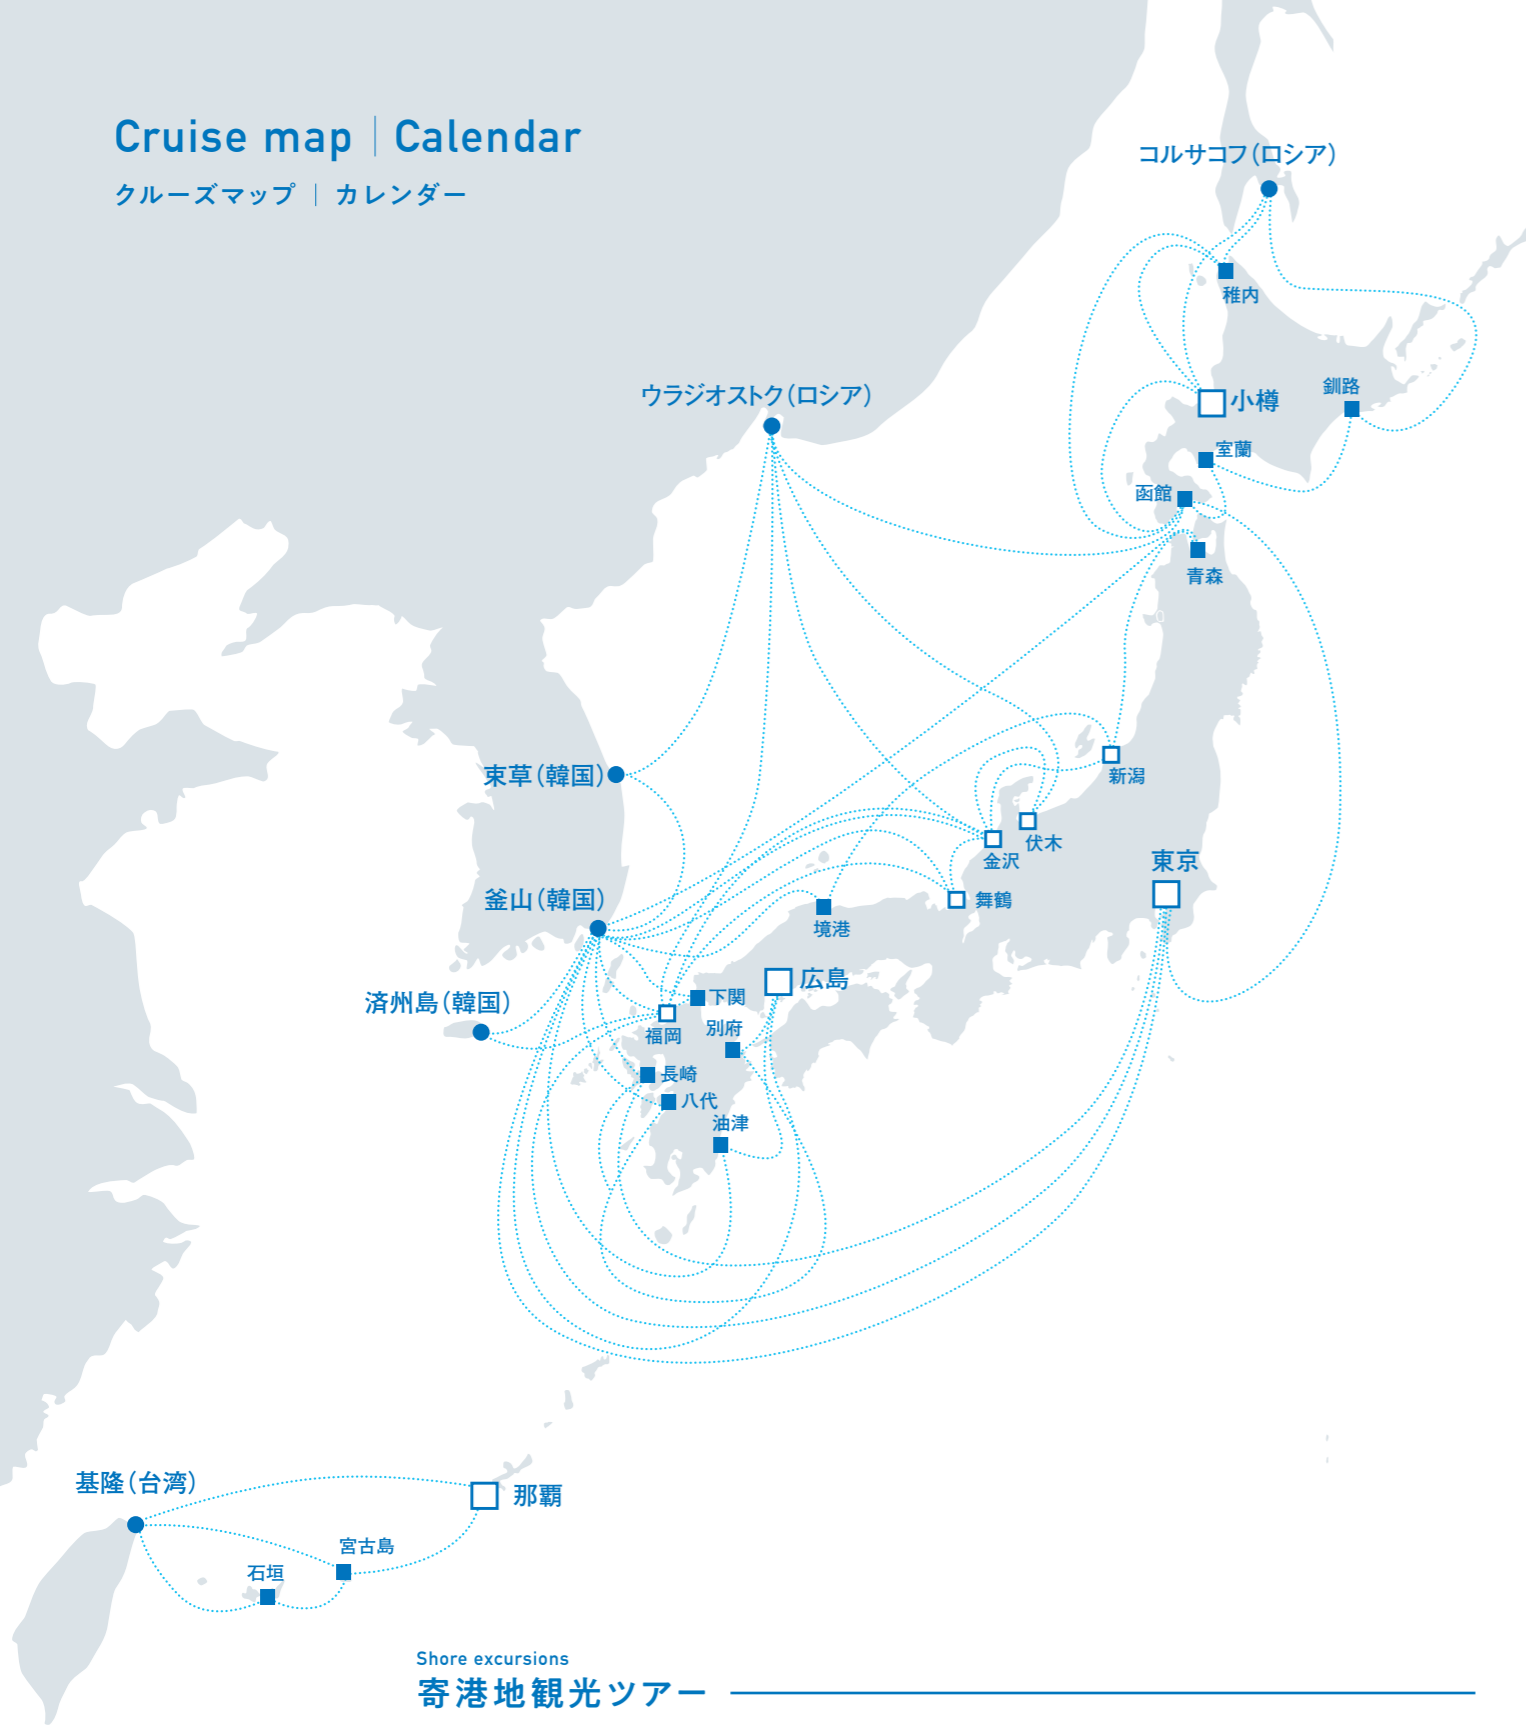 Cruise map | Calendar
クルーズマップ | カレンダー
コルサコフ(ロシア)
稚内
ウラジオストク(ロシア)
釧路
小樽
室蘭
函館
青森
束草(韓国)
新潟
伏木
金沢
東京
釜山(韓国)
舞鶴
境港
広島
済州島(韓国)
下関
福岡
別府
長崎
八代
油津
基隆(台湾)
那覇
宮古島
石垣
Shore excursions
寄港地観光ツアー